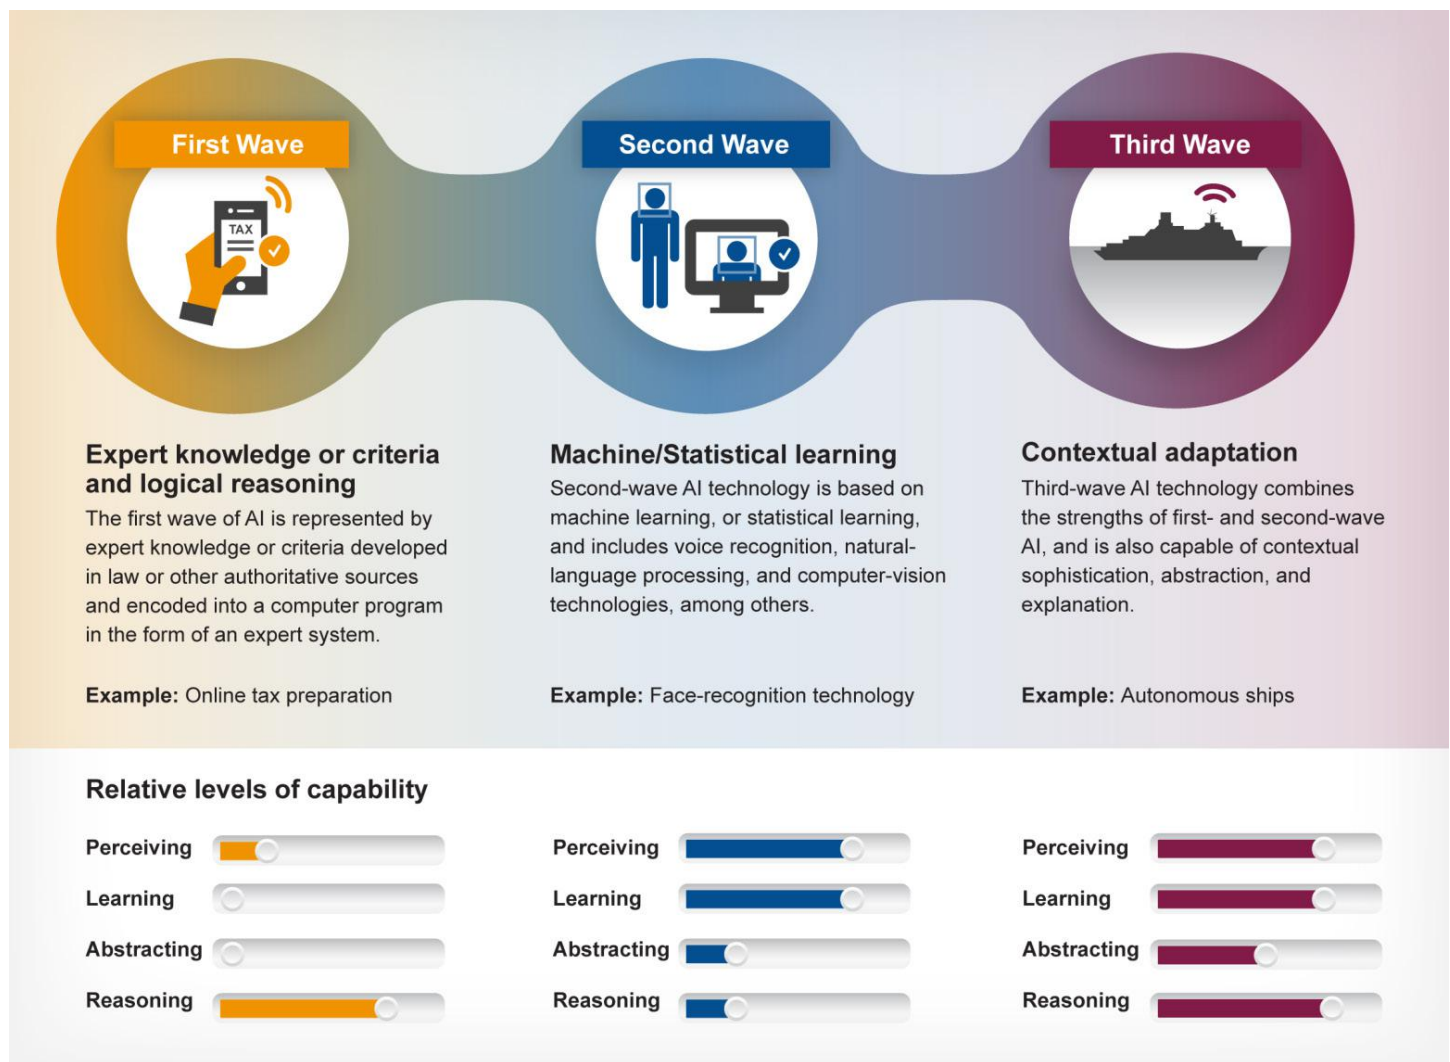 First Wave
TAX
Expert knowledge or criteria
and logical reasoning
The first wave of AI is represented by
expert knowledge or criteria developed
in law or other authoritative sources
and encoded into a computer program
in the form of an expert system.
Example: Online tax preparation
Second Wave
Machine/Statistical learning
Second-wave AI technology is based on
machine learning, or statistical learning,
and includes voice recognition, natural-
language processing, and computer-vision
technologies, among others.
Example: Face-recognition technology
Third Wave
Contextual adaptation
Third-wave AI technology combines
the strengths of first- and second-wave
AI, and is also capable of contextual
sophistication, abstraction, and
explanation.
Example: Autonomous ships
Relative levels of capability
Perceiving
Learning
Abstracting
Reasoning
Perceiving
Learning
Abstracting
Reasoning
Perceiving
Learning
Abstracting
Reasoning